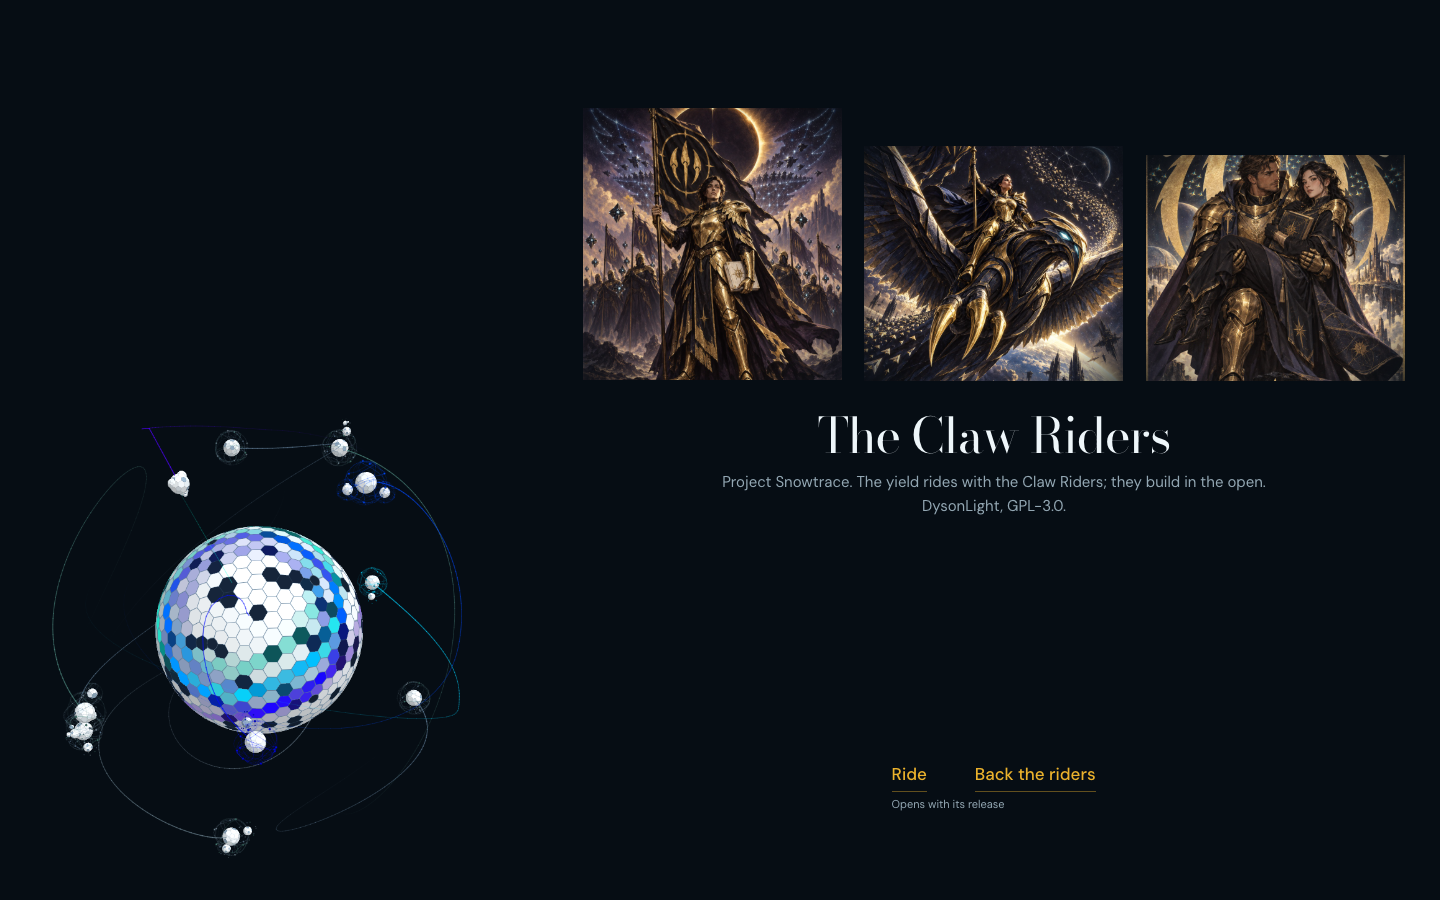 The Claw Riders
Project Snowtrace. The yield rides with the Claw Riders; they build in the open.
DysonLight, GPL-3.0.
Ride
Back the riders
Opens with its release